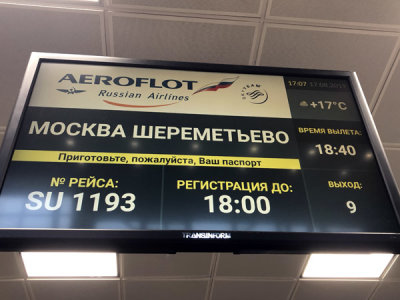 AEROFLOT
Russian Airlines
17:07
+17°C
МОСКВА ШЕРЕМЕТЬЕВО
ВРЕМЯ ВЫЛЕТА:
18:40
Приготовьте, пожалуйста, Ваш паспорт
№ РЕЙСА:
SU 1193
РЕГИСТРАЦИЯ ДО:
18:00
ВЫХОД:
9
TRANSINFORM